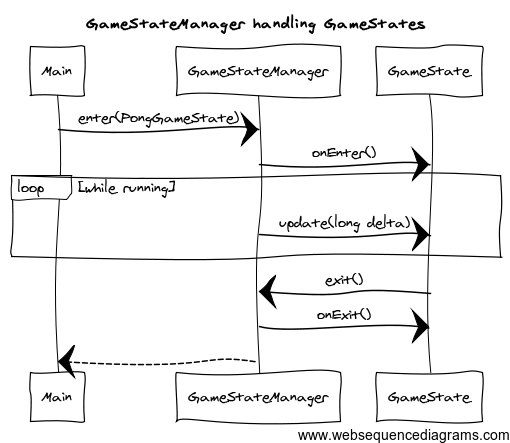 GameStateManager handling GameStates
Main
GameStateManager
GameState
enter(PongGameState)
onEnter()
loop
[while running]
update(long delta)
exit()
onExit()
Main
GameStateManager
GameState
www.websequencediagrams.com